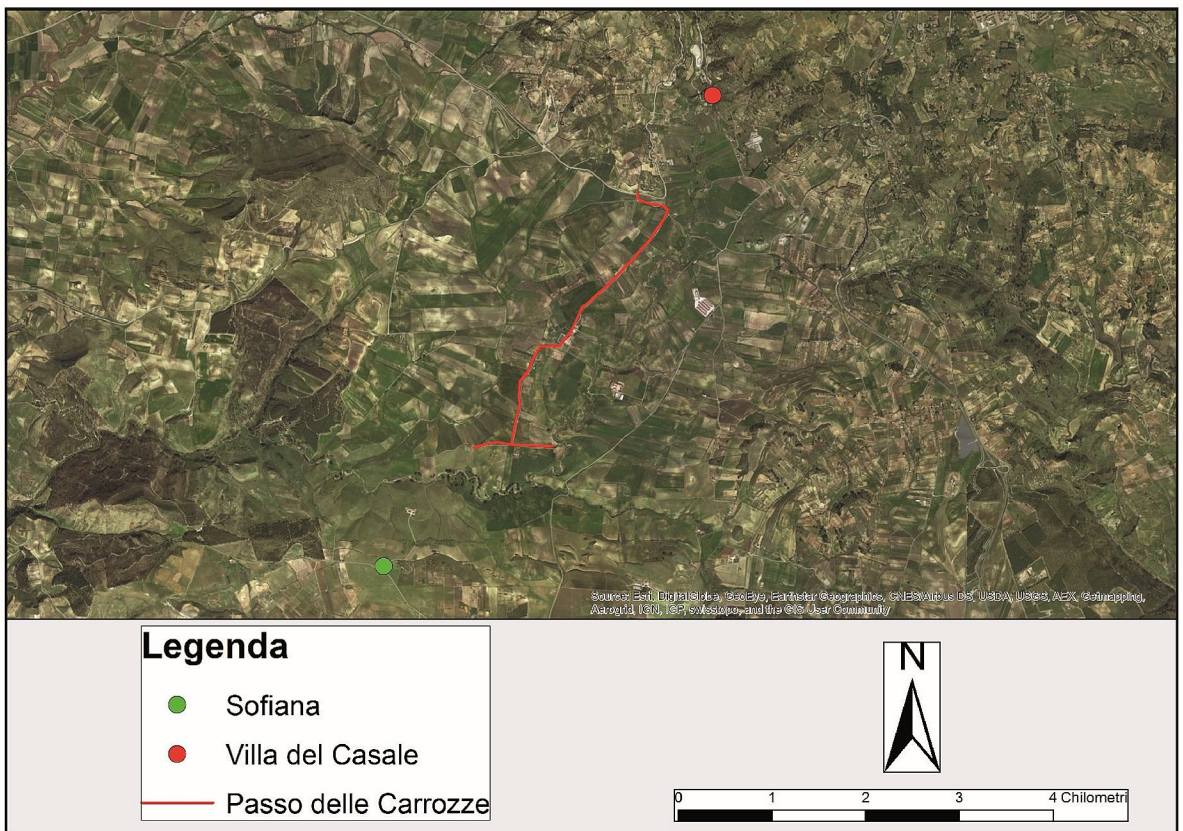 Source: Esri, DigitalGlobe, GeoEye, Earthstar Geographics, CNES/Airbus DS, USDA, USGS, AEX, Getmapping,
Aerogrid, IGN, IGP, swisstopo, and the GIS User Community
Legenda
Sofiana
Villa del Casale
Passo delle Carrozze
N
0 1 2 3 4 Chilometri